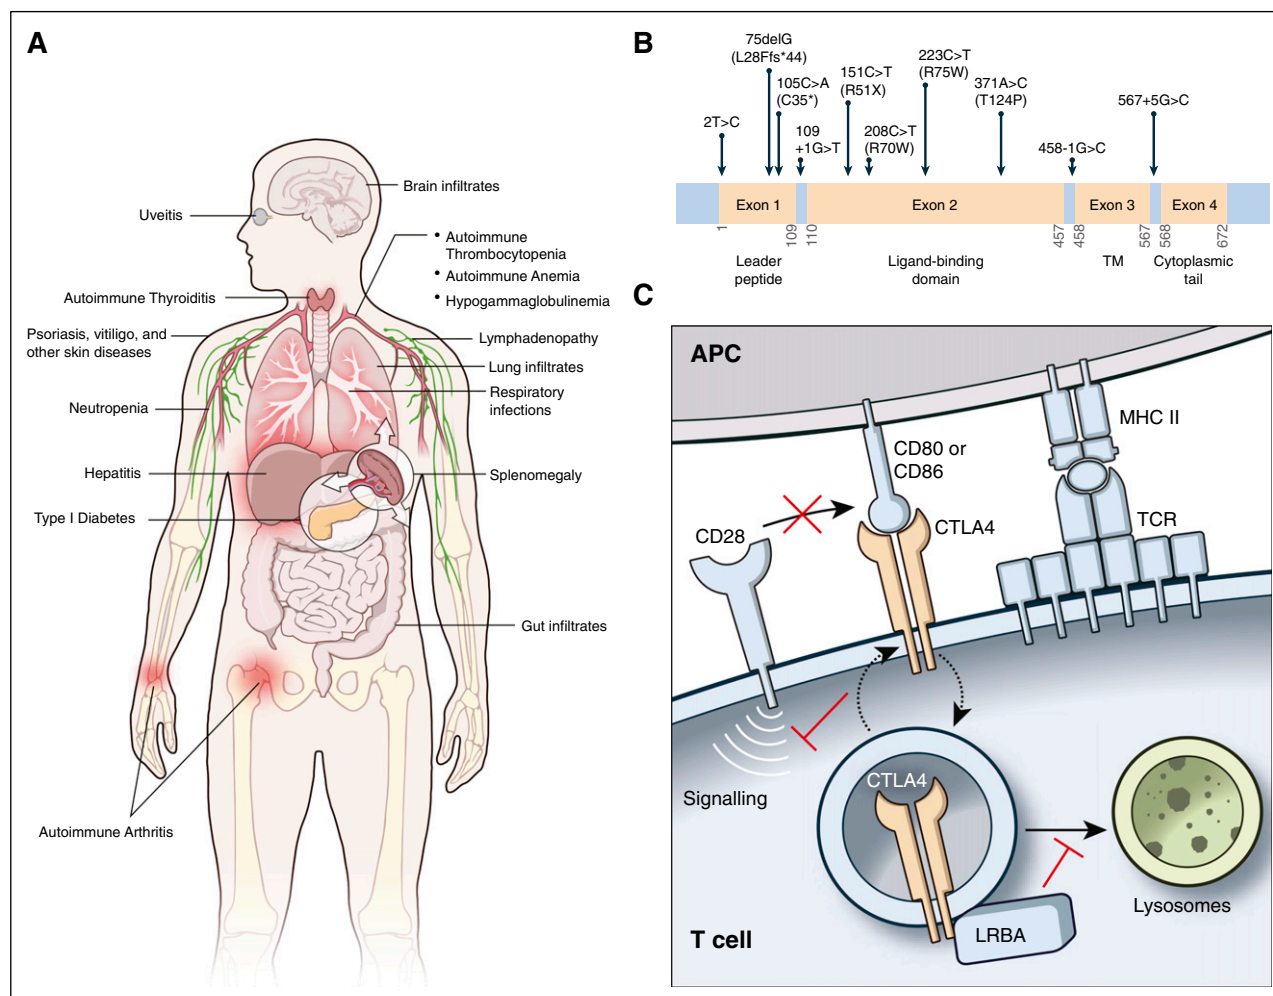 A
Brain infiltrates
Uveitis
• Autoimmune
Thrombocytopenia
• Autoimmune Anemia
• Hypogammaglobulinemia
Autoimmune Thyroiditis
Psoriasis, vitiligo, and
other skin diseases
Lymphadenopathy
Lung infiltrates
Respiratory
infections
Neutropenia
Hepatitis
Splenomegaly
Type I Diabetes
Gut infiltrates
Autoimmune Arthritis
B
75delG
(L28Ffs*44)
105C>A
(C35*)
2T>C
109
+1G>T
151C>T
(R51X)
208C>T
(R70W)
223C>T
(R75W)
371A>C
(T124P)
458-1G>C
567+5G>C
Exon 1
Exon 2
Exon 3
Exon 4
1
109
110
457
458
567
568
672
Leader
peptide
Ligand-binding
domain
TM
Cytoplasmic
tail
C
APC
MHC II
CD80 or
CD86
CD28
CTLA4
TCR
Signalling
CTLA4
Lysosomes
LRBA
T cell